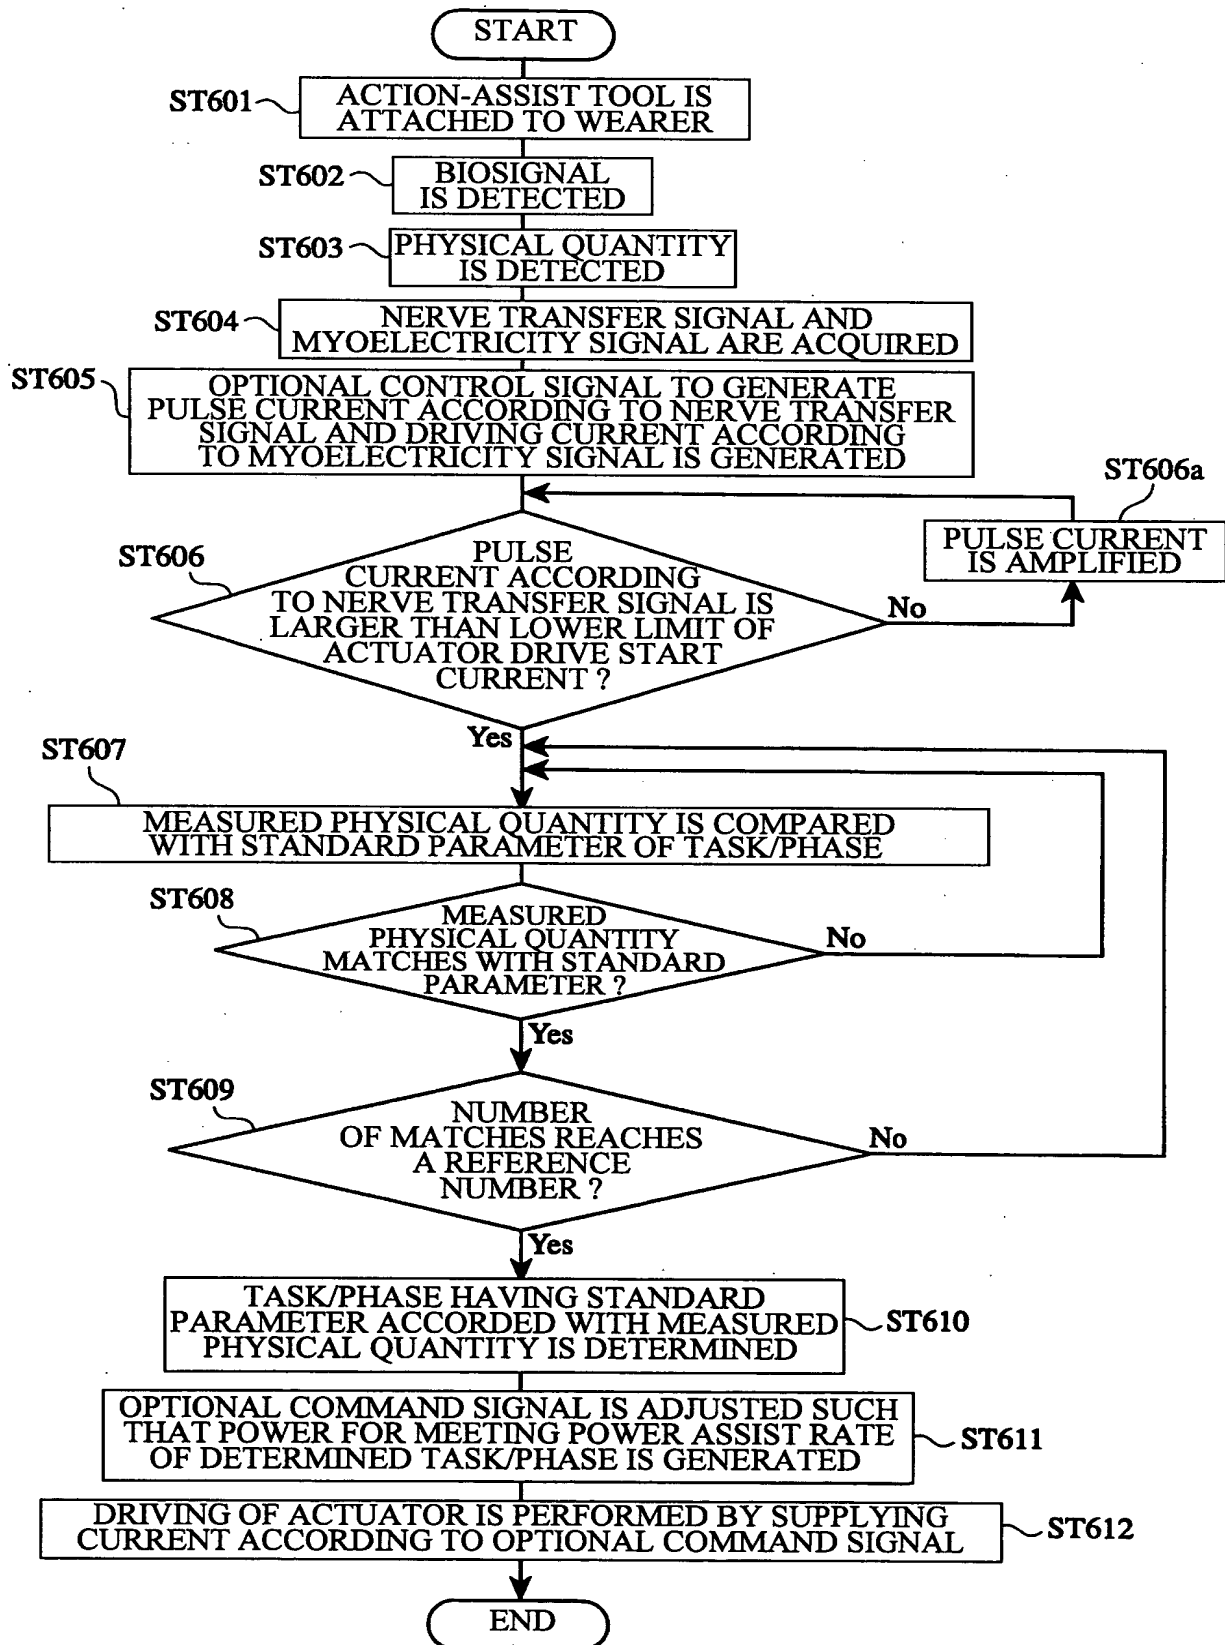 START
ST601
ACTION-ASSIST TOOL IS
ATTACHED TO WEARER
ST602
BIOSIGNAL
IS DETECTED
ST603
PHYSICAL QUANTITY
IS DETECTED
ST604
NERVE TRANSFER SIGNAL AND
MYOELECTRICITY SIGNAL ARE ACQUIRED
ST605
OPTIONAL CONTROL SIGNAL TO GENERATE
PULSE CURRENT ACCORDING TO NERVE TRANSFER
SIGNAL AND DRIVING CURRENT ACCORDING
TO MYOELECTRICITY SIGNAL IS GENERATED
ST606a
PULSE CURRENT
IS AMPLIFIED
ST606
PULSE
CURRENT ACCORDING
TO NERVE TRANSFER SIGNAL IS
LARGER THAN LOWER LIMIT OF
ACTUATOR DRIVE START
CURRENT ?
No
Yes
ST607
MEASURED PHYSICAL QUANTITY IS COMPARED
WITH STANDARD PARAMETER OF TASK/PHASE
ST608
MEASURED
PHYSICAL QUANTITY
MATCHES WITH STANDARD
PARAMETER ?
No
Yes
ST609
NUMBER
OF MATCHES REACHES
A REFERENCE
NUMBER ?
No
Yes
TASK/PHASE HAVING STANDARD
PARAMETER ACCORDED WITH MEASURED
PHYSICAL QUANTITY IS DETERMINED
ST610
OPTIONAL COMMAND SIGNAL IS ADJUSTED SUCH
THAT POWER FOR MEETING POWER ASSIST RATE
OF DETERMINED TASK/PHASE IS GENERATED
ST611
DRIVING OF ACTUATOR IS PERFORMED BY SUPPLYING
CURRENT ACCORDING TO OPTIONAL COMMAND SIGNAL
ST612
END